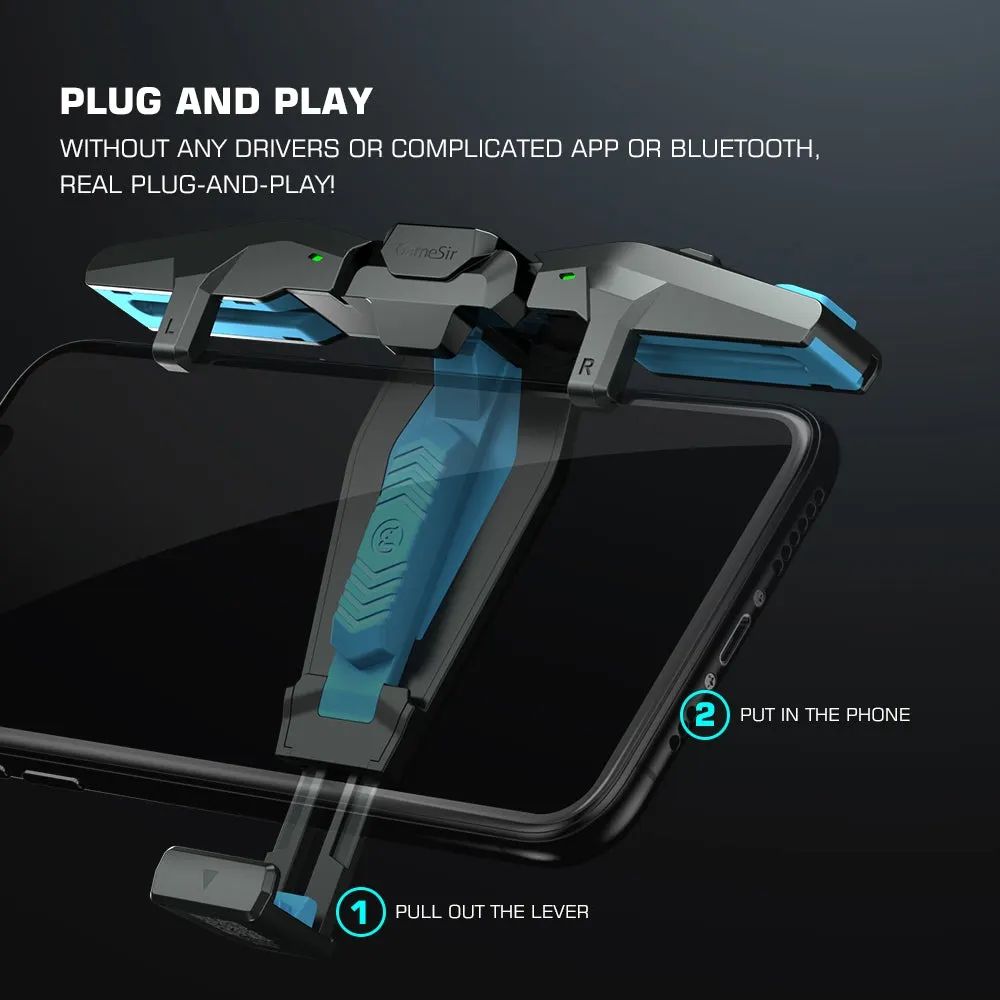 PLUG AND PLAY
WITHOUT ANY DRIVERS OR COMPLICATED APP OR BLUETOOTH,
REAL PLUG-AND-PLAY!
GameSir
L
R
2 PUT IN THE PHONE
1 PULL OUT THE LEVER